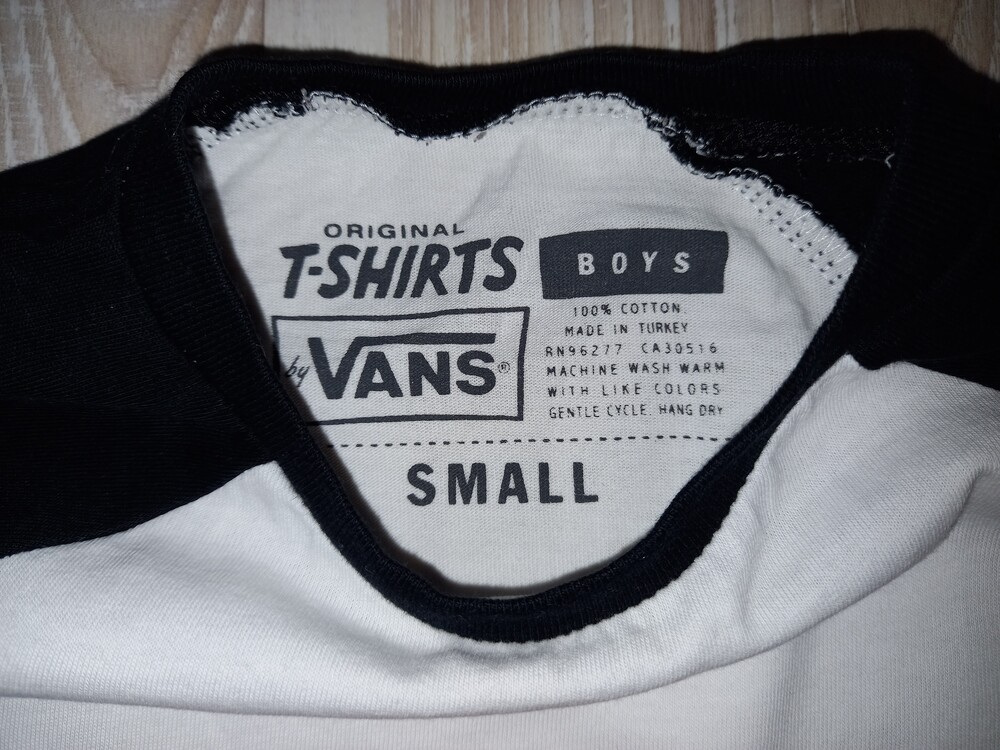 ORIGINAL
T-SHIRTS
by VANS®
BOYS
100% COTTON.
MADE IN TURKEY
RN96277 CA30516
MACHINE WASH WARM
WITH LIKE COLORS
GENTLE CYCLE. HANG DRY
SMALL